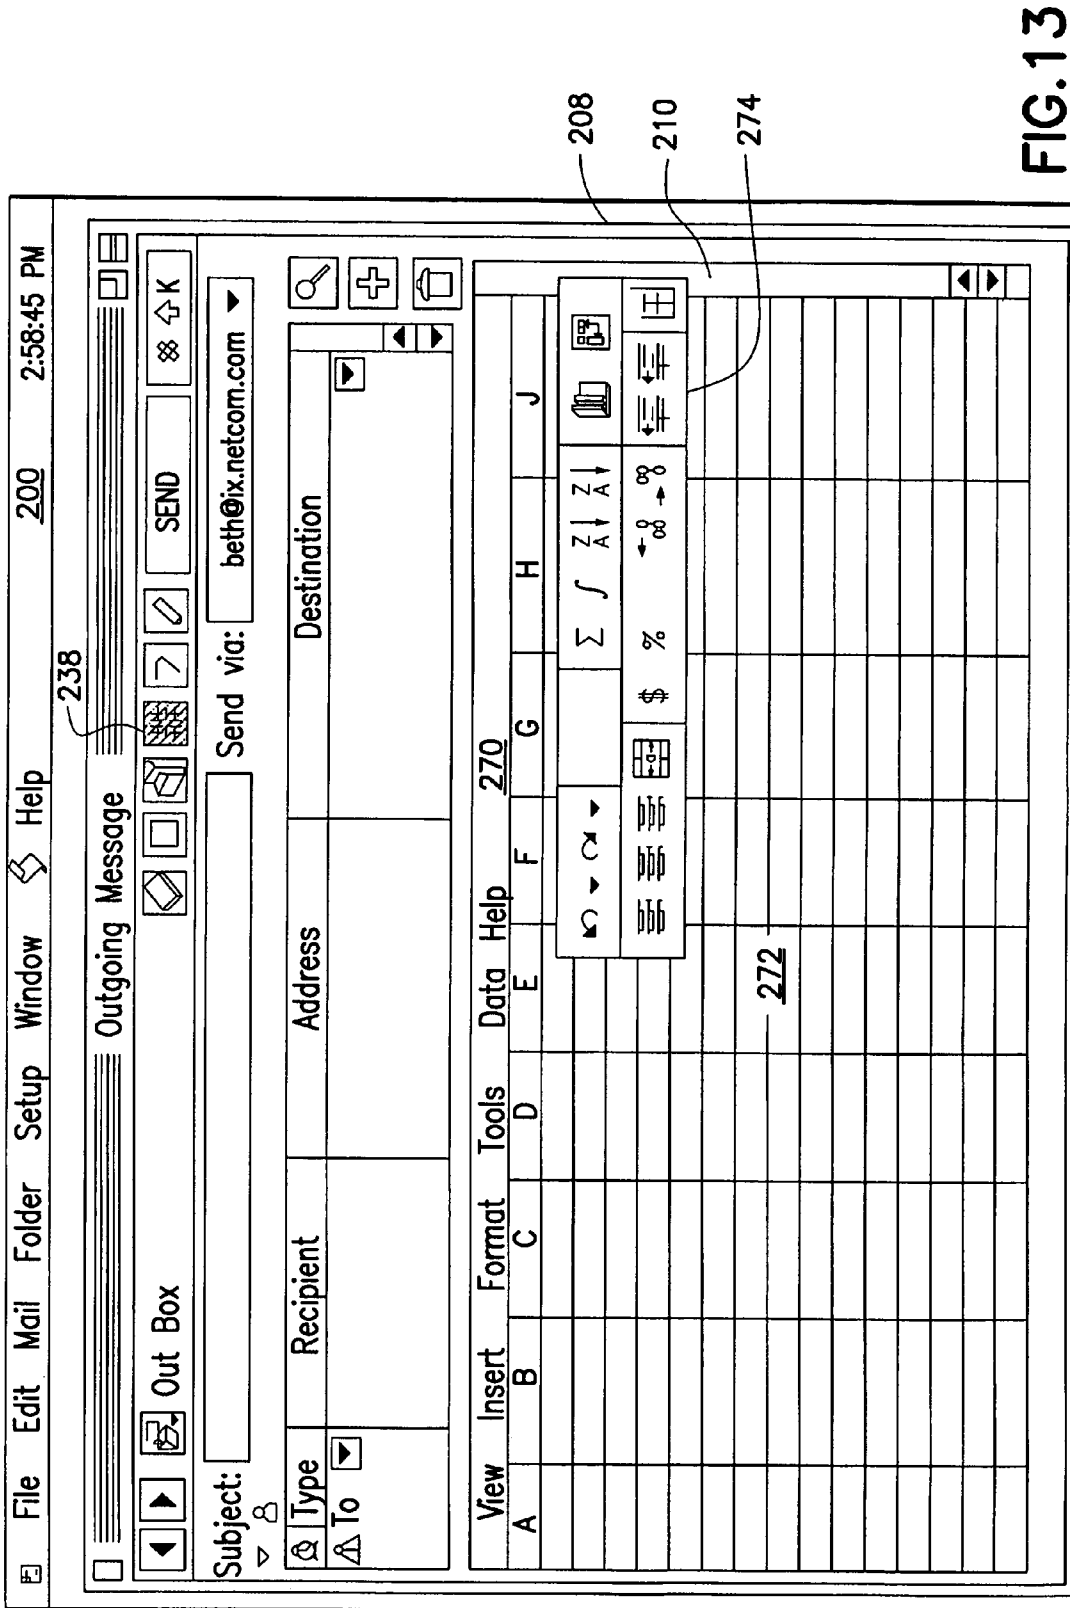 File Edit Mail Folder Setup Window Help 200 2:58:45 PM
Outgoing Message
238
Out Box SEND K
Subject: Send via: beth@ix.netcom.com
Type Recipient Address Destination
To
View Insert Format Tools Data Help 270
A B C D E F G H J
Σ ∫ Z A Z A
$ %
272
208
210
274
FIG.13